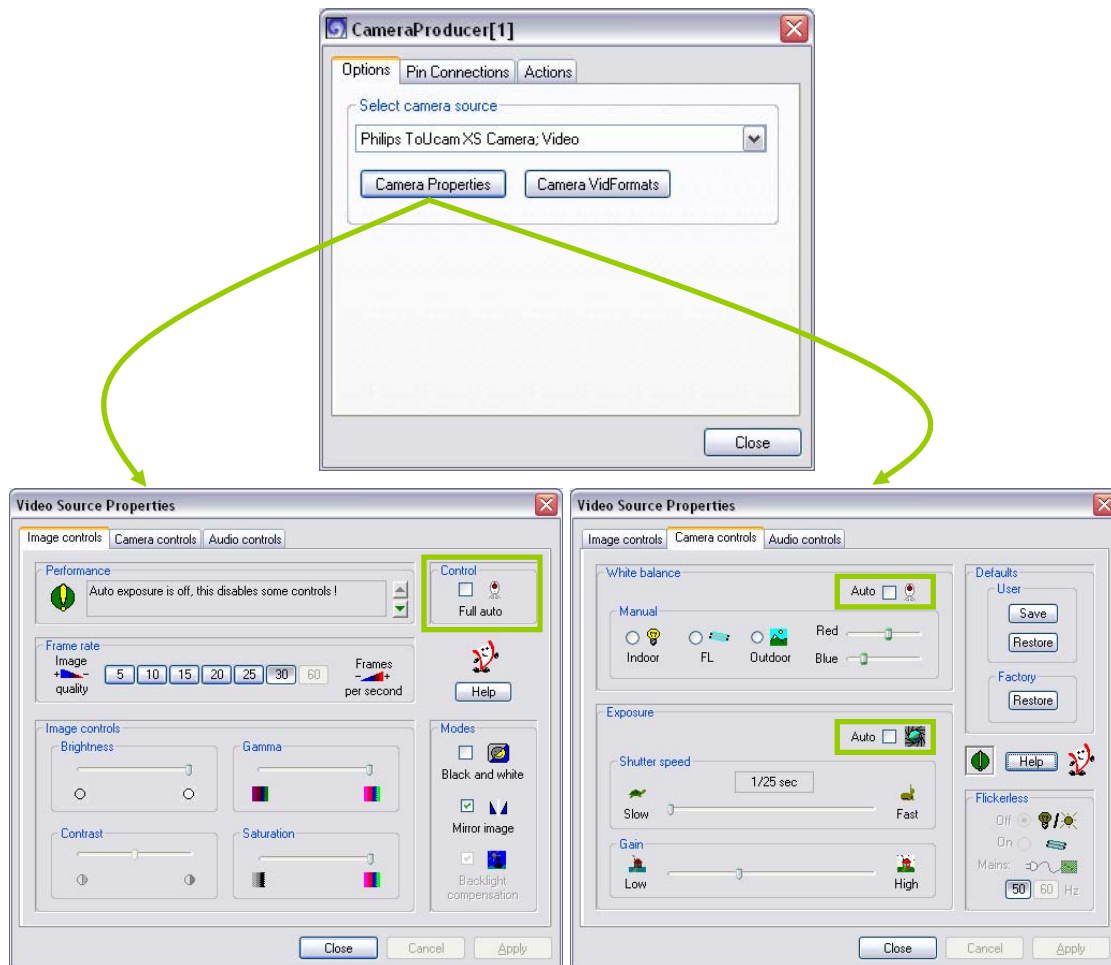 CameraProducer[1]
Options Pin Connections Actions
Select camera source
Philips ToUcam XS Camera; Video
Camera Properties Camera VidFormats
Close
Video Source Properties
Image controls Camera controls Audio controls
Performance
Auto exposure is off, this disables some controls !
Control
Full auto
Frame rate
Image
quality
+ -
5 10 15 20 25 30 60
Frames
- +
per second
Help
Image controls
Brightness
Gamma
Contrast
Saturation
Modes
Black and white
Mirror image
Backlight
compensation
Close Cancel Apply
Video Source Properties
Image controls Camera controls Audio controls
White balance
Auto
Manual
Indoor FL Outdoor
Red
Blue
Exposure
Auto
Shutter speed
1/25 sec
Slow Fast
Gain
Low High
Defaults
User
Save
Restore
Factory
Restore
Help
Flickerless
Off
On
Mains:
50 60 Hz
Close Cancel Apply